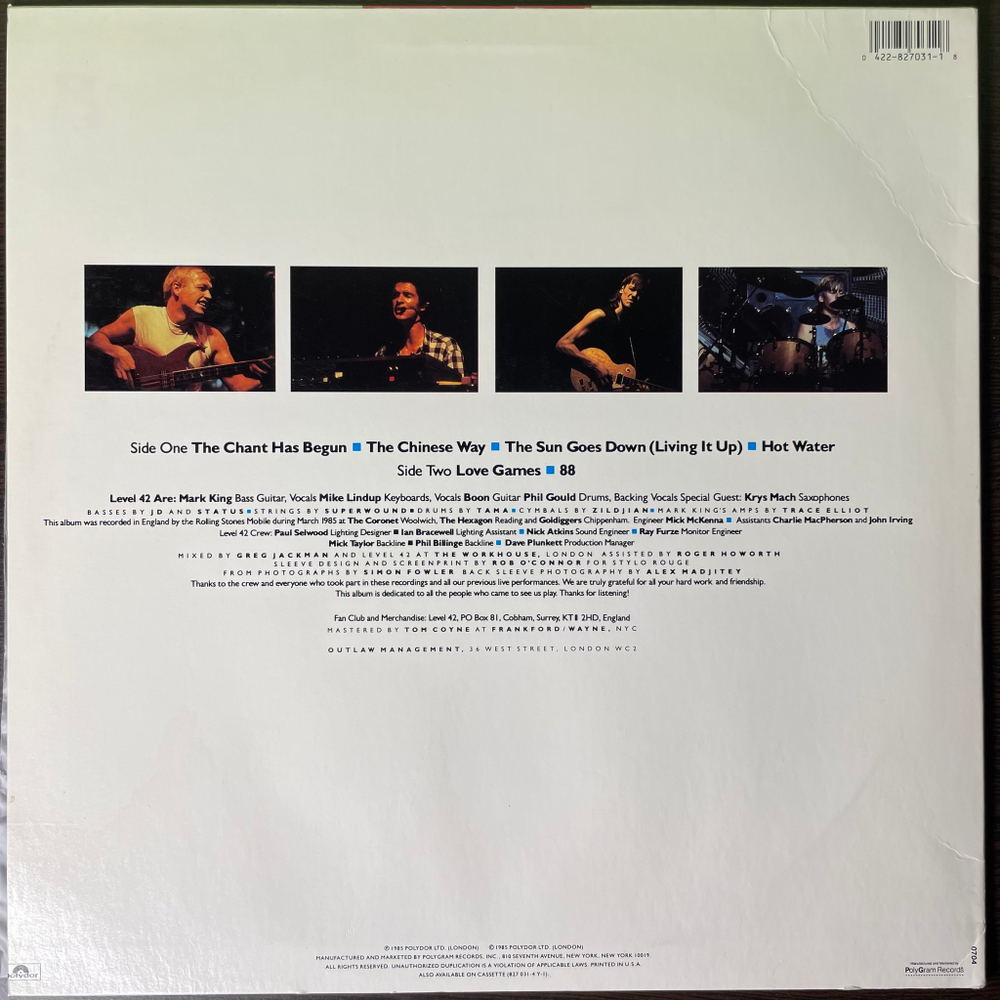 0 422-827031-1 8
Side One The Chant Has Begun ■ The Chinese Way ■ The Sun Goes Down (Living It Up) ■ Hot Water
Side Two Love Games ■ 88
Level 42 Are: Mark King Bass Guitar, Vocals Mike Lindup Keyboards, Vocals Boon Guitar Phil Gould Drums, Backing Vocals Special Guest: Krys Mach Saxophones
BASSES BY JD AND STATUS ■ STRINGS BY SUPERWOUND ■ DRUMS BY TAMA ■ CYMBALS BY ZILDJIAN ■ MARK KING'S AMPS BY TRACE ELLIOT
This album was recorded in England by the Rolling Stones Mobile during March 1985 at The Coronet Woolwich, The Hexagon Reading and Goldiggers Chippenham. Engineer Mick McKenna ■ Assistants Charlie MacPherson and John Irving
Level 42 Crew: Paul Selwood Lighting Designer ■ Ian Bracewell Lighting Assistant ■ Nick Atkins Sound Engineer ■ Ray Furze Monitor Engineer
Mick Taylor Backline ■ Phil Billinge Backline ■ Dave Plunkett Production Manager
MIXED BY GREG JACKMAN AND LEVEL 42 AT THE WORKHOUSE, LONDON ASSISTED BY ROGER HOWORTH
SLEEVE DESIGN AND SCREENPRINT BY ROB O'CONNOR FOR STYLO ROUGE
FROM PHOTOGRAPHS BY SIMON FOWLER BACK SLEEVE PHOTOGRAPHY BY ALEX MADJITEY
Thanks to the crew and everyone who took part in these recordings and all our previous live performances. We are truly grateful for all your hard work and friendship.
This album is dedicated to all the people who came to see us play. Thanks for listening!
Fan Club and Merchandise: Level 42, PO Box 81, Cobham, Surrey, KT11 2HD, England
MASTERED BY TOM COYNE AT FRANKFORD/WAYNE, NYC
OUTLAW MANAGEMENT, 36 WEST STREET, LONDON WC2
℗ 1985 POLYDOR LTD. (LONDON) © 1985 POLYDOR LTD. (LONDON)
MANUFACTURED AND MARKETED BY POLYGRAM RECORDS, INC., 810 SEVENTH AVENUE, NEW YORK, NEW YORK 10019.
ALL RIGHTS RESERVED. UNAUTHORIZED DUPLICATION IS A VIOLATION OF APPLICABLE LAWS. PRINTED IN U.S.A.
ALSO AVAILABLE ON CASSETTE (827 031-4 Y-1).
polydor
Manufactured and Marketed by
PolyGram Records
0704